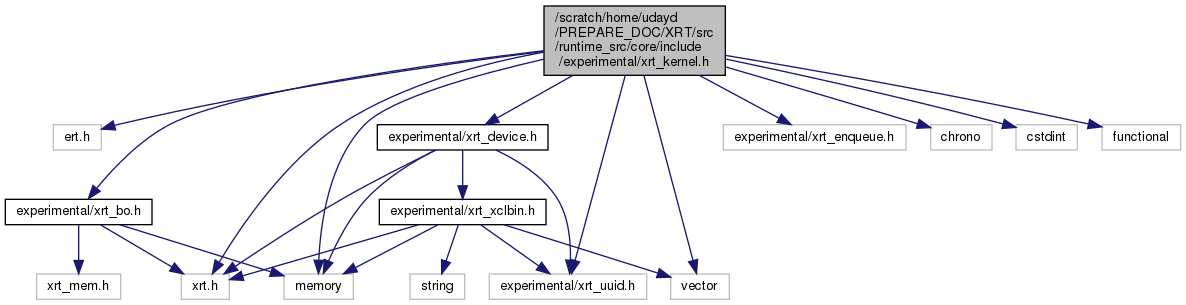 /scratch/home/udayd
/PREPARE_DOC/XRT/src
/runtime_src/core/include
/experimental/xrt_kernel.h
ert.h
experimental/xrt_device.h
experimental/xrt_enqueue.h
chrono
cstdint
functional
experimental/xrt_bo.h
experimental/xrt_xclbin.h
xrt_mem.h
xrt.h
memory
string
experimental/xrt_uuid.h
vector